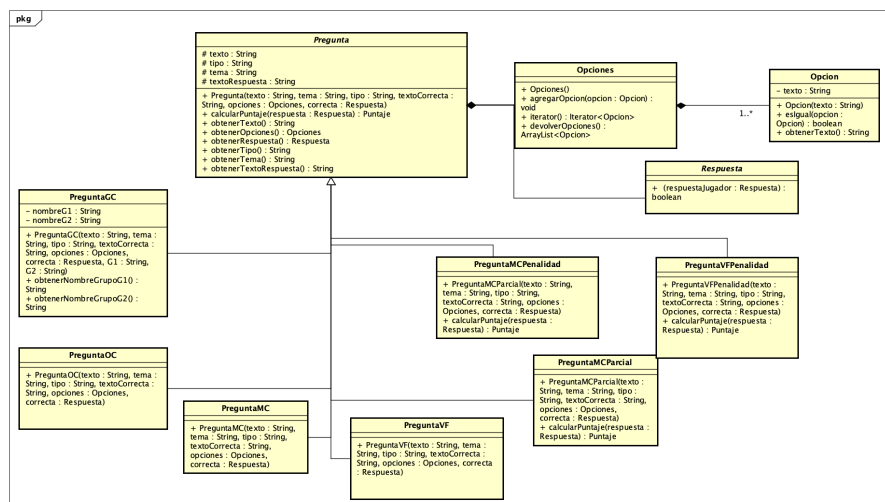 pkg
Pregunta
# texto : String
# tipo : String
# tema : String
# textoRespuesta : String
+ Pregunta(texto : String, tema : String, tipo : String, textoCorrecta :
String, opciones : Opciones, correcta : Respuesta)
+ calcularPuntaje(respuesta : Respuesta) : Puntaje
+ obtenerTexto() : String
+ obtenerOpciones() : Opciones
+ obtenerRespuesta() : Respuesta
+ obtenerTipo() : String
+ obtenerTema() : String
+ obtenerTextoRespuesta() : String
Opciones
+ Opciones()
+ agregarOpcion(opcion : Opcion) :
void
+ iterator() : Iterator<Opcion>
+ devolverOpciones() :
ArrayList<Opcion>
1..*
Opcion
- texto : String
+ Opcion(texto : String)
+ esIgual(opcion :
Opcion) : boolean
+ obtenerTexto() : String
Respuesta
+ (respuestaJugador : Respuesta) :
boolean
PreguntaGC
- nombreG1 : String
- nombreG2 : String
+ PreguntaGC(texto : String, tema :
String, tipo : String, textoCorrecta :
String, opciones : Opciones,
correcta : Respuesta, G1 : String,
G2 : String)
+ obtenerNombreGrupoG1() :
String
+ obtenerNombreGrupoG2() :
String
PreguntaMCPenalidad
+ PreguntaMCParcial(texto : String,
tema : String, tipo : String,
textoCorrecta : String, opciones :
Opciones, correcta : Respuesta)
+ calcularPuntaje(respuesta :
Respuesta) : Puntaje
PreguntaVFPenalidad
+ PreguntaVFPenalidad(texto :
String, tema : String, tipo : String,
textoCorrecta : String, opciones :
Opciones, correcta : Respuesta)
+ calcularPuntaje(respuesta :
Respuesta) : Puntaje
PreguntaOC
+ PreguntaOC(texto : String, tema :
String, tipo : String, textoCorrecta :
String, opciones : Opciones,
correcta : Respuesta)
PreguntaMCParcial
+ PreguntaMCParcial(texto :
String, tema : String, tipo :
String, textoCorrecta : String,
opciones : Opciones,
correcta : Respuesta)
+ calcularPuntaje(respuesta :
Respuesta) : Puntaje
PreguntaMC
+ PreguntaMC(texto : String,
tema : String, tipo : String,
textoCorrecta : String,
opciones : Opciones,
correcta : Respuesta)
PreguntaVF
+ PreguntaVF(texto : String, tema :
String, tipo : String, textoCorrecta :
String, opciones : Opciones, correcta
: Respuesta)